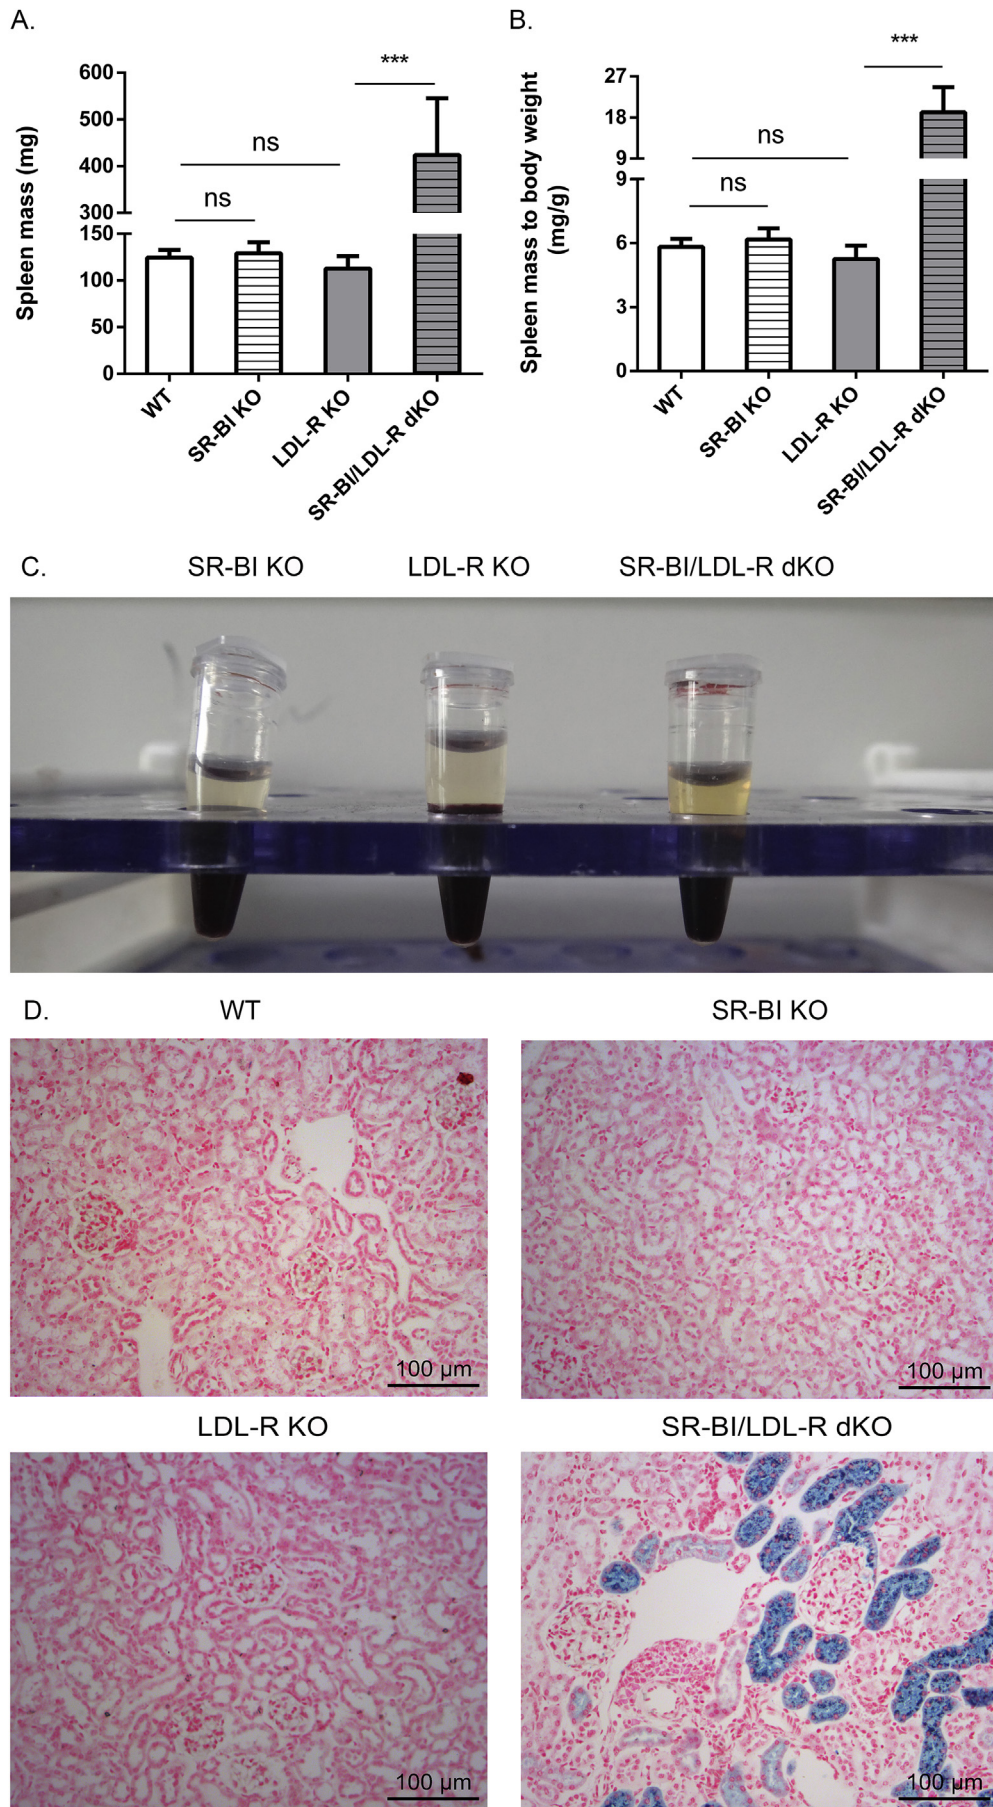 A.
B.
Spleen mass (mg)
600
500
400
300
150
100
50
0
ns
ns
***
WT
SR-BI KO
LDL-R KO
SR-BI/LDL-R dKO
Spleen mass to body weight
(mg/g)
27
18
9
9
6
3
0
ns
ns
***
WT
SR-BI KO
LDL-R KO
SR-BI/LDL-R dKO
C.
SR-BI KO
LDL-R KO
SR-BI/LDL-R dKO
D.
WT
SR-BI KO
100 µm
100 µm
LDL-R KO
SR-BI/LDL-R dKO
100 µm
100 µm